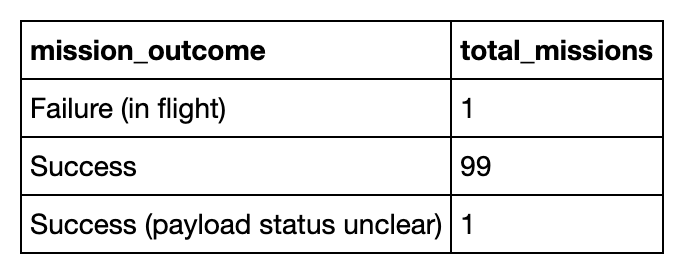 mission_outcome total_missions
Failure (in flight) 1
Success 99
Success (payload status unclear) 1